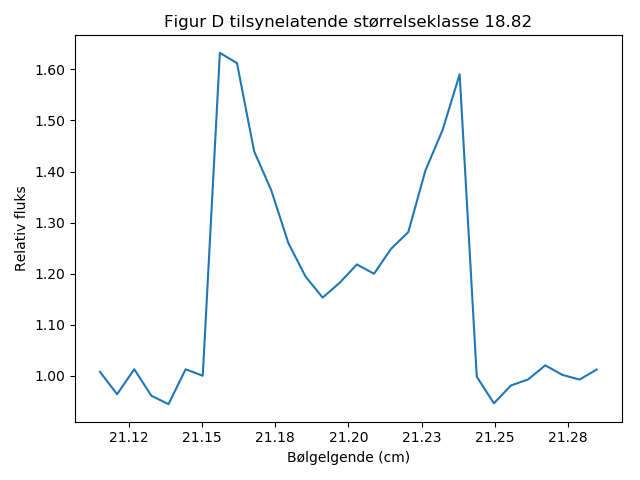 Figur D tilsynelatende størrelseklasse 18.82
1.60
1.50
1.40
1.30
1.20
1.10
1.00
Relativ fluks
21.12 21.15 21.18 21.20 21.23 21.25 21.28
Bølgelgende (cm)